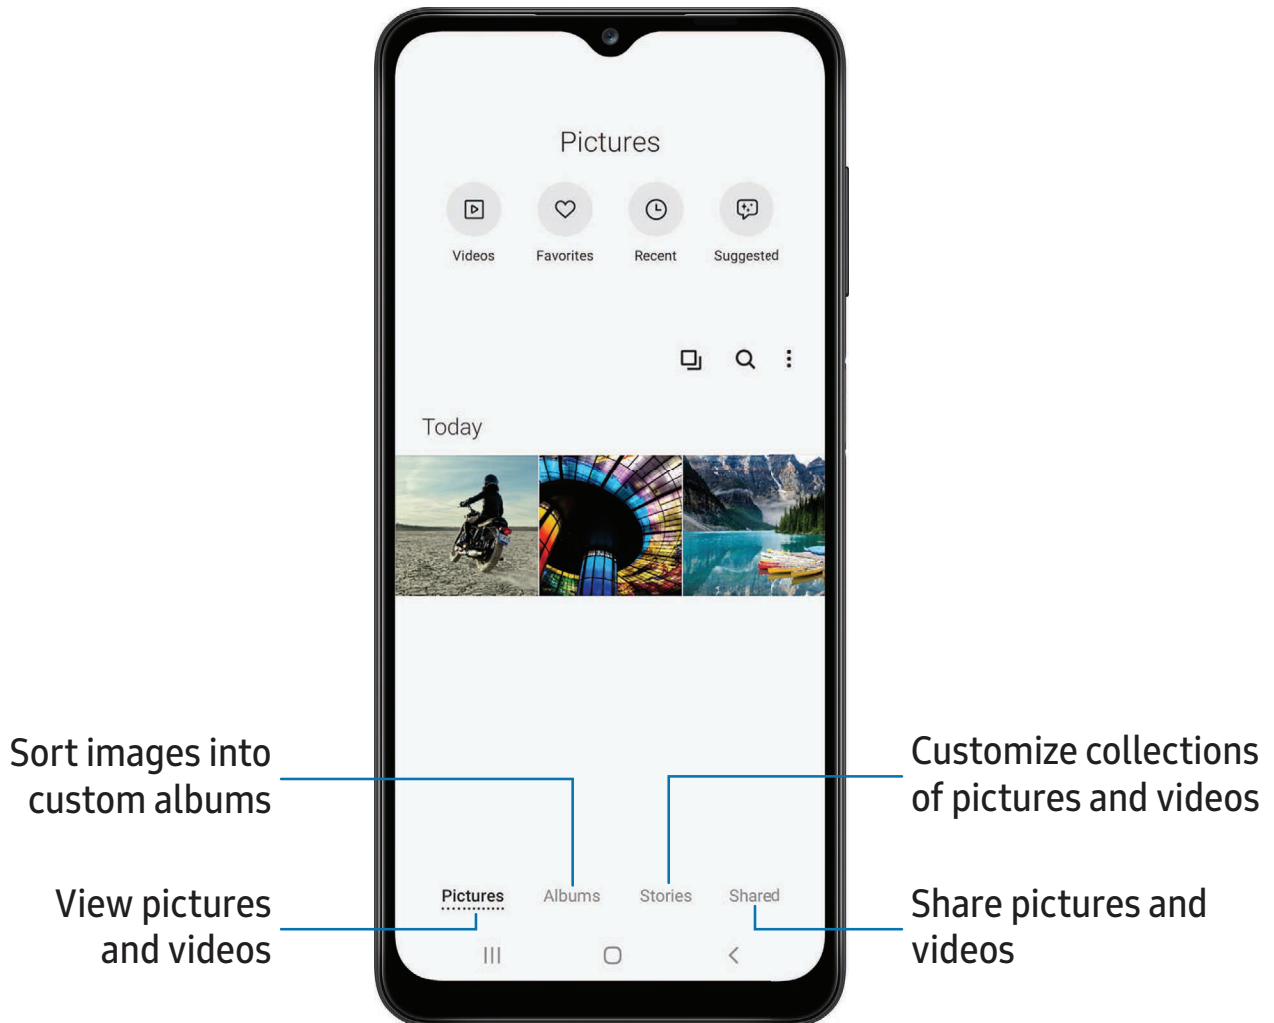 Pictures
Videos Favorites Recent Suggested
Today
Sort images into
custom albums
Customize collections
of pictures and videos
Pictures Albums Stories Shared
View pictures
and videos
Share pictures and
videos